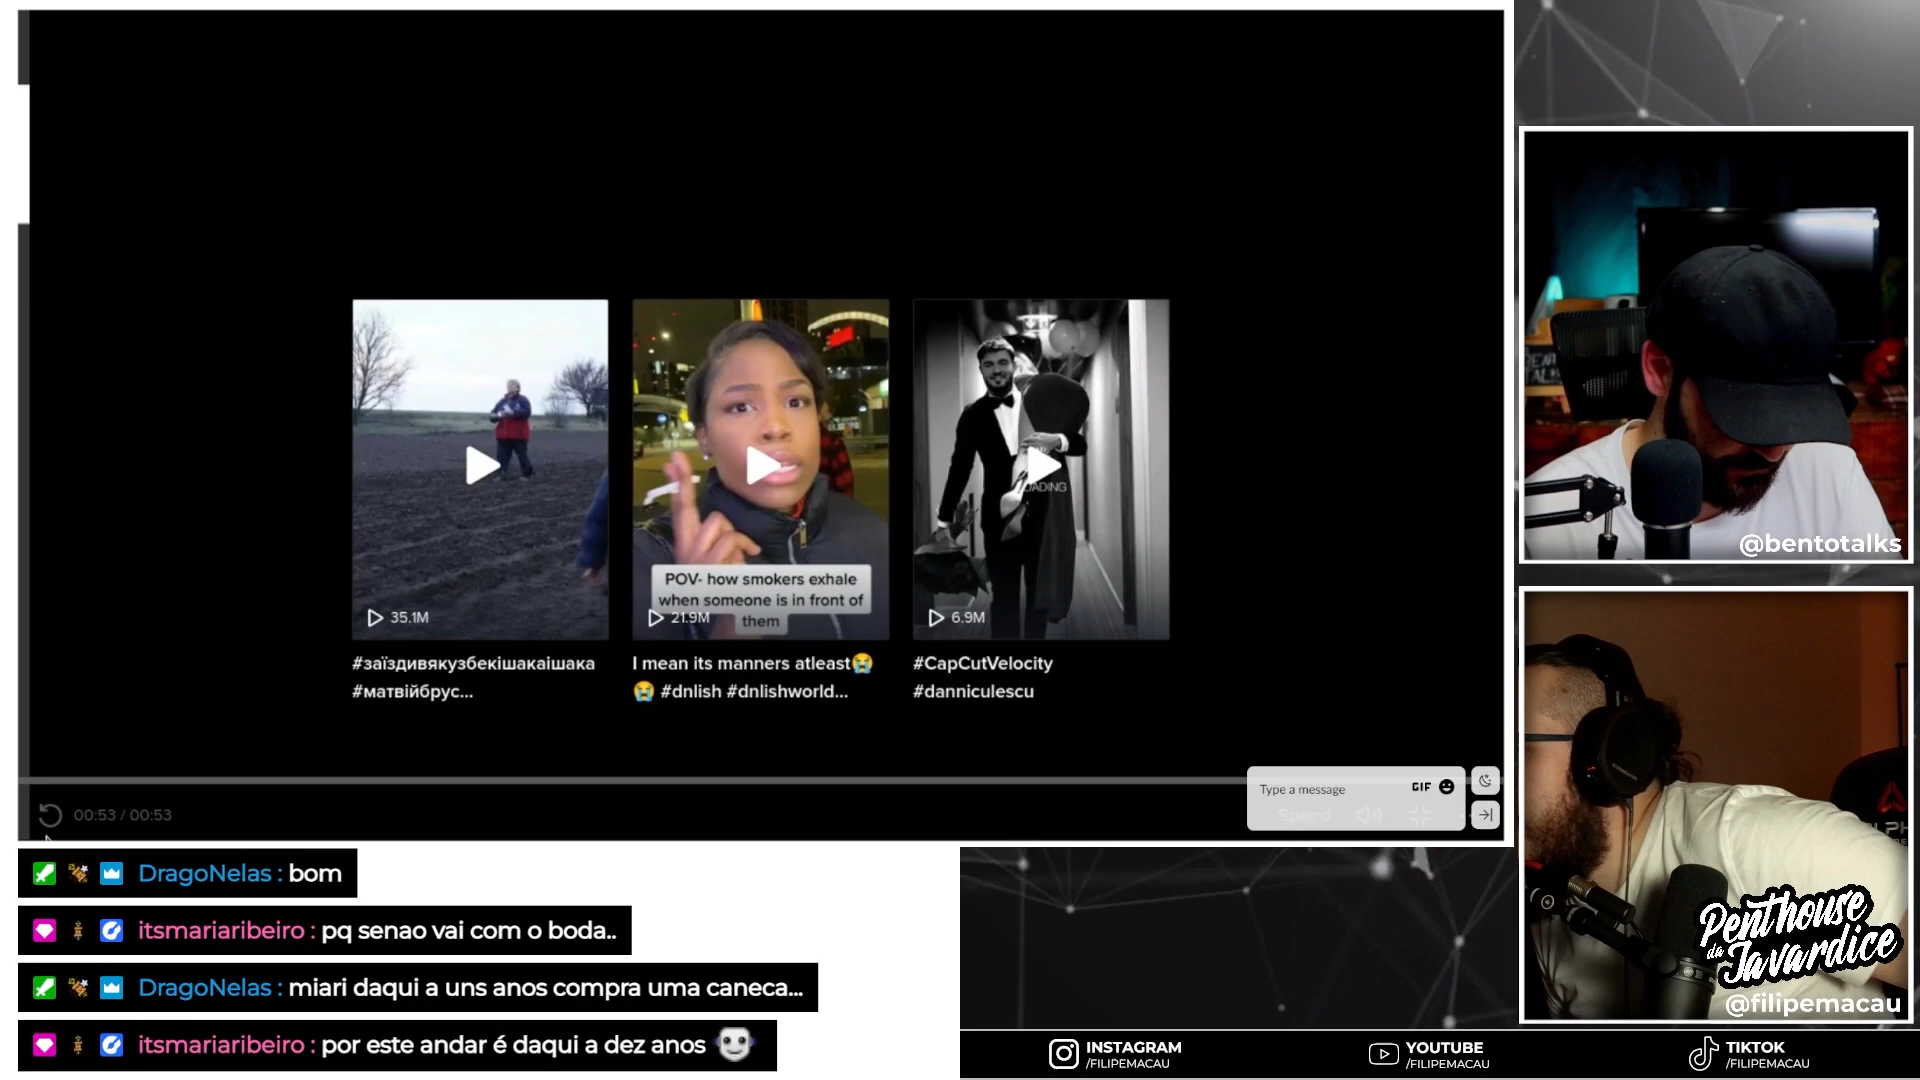 LOADING
POV- how smokers exhale
when someone is in front of
them
35.1M
21.9M
6.9M
#заїздивякузбекішакаішака
#матвійбрус...
I mean its manners atleast😭
😭 #dnlish #dnlishworld...
#CapCutVelocity
#danniculescu
00:53 / 00:53
Type a message
GIF
Speed
@bentotalks
DragoNelas : bom
itsmariaribeiro : pq senao vai com o boda..
DragoNelas : miari daqui a uns anos compra uma caneca...
itsmariaribeiro : por este andar é daqui a dez anos
Penthouse
da Javardice
@filipemacau
INSTAGRAM
/FILIPEMACAU
YOUTUBE
/FILIPEMACAU
TIKTOK
/FILIPEMACAU